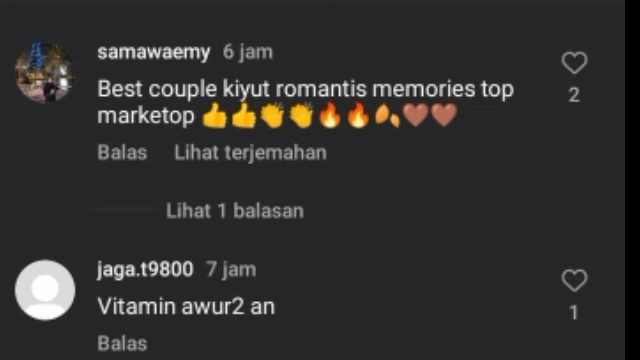 samawaemy 6 jam
Best couple kiyut romantis memories top
marketop 👍👍👏👏🔥🔥🍂🤎🤎
2
Balas Lihat terjemahan
Lihat 1 balasan
jaga.t9800 7 jam
Vitamin awur2 an
1
Balas